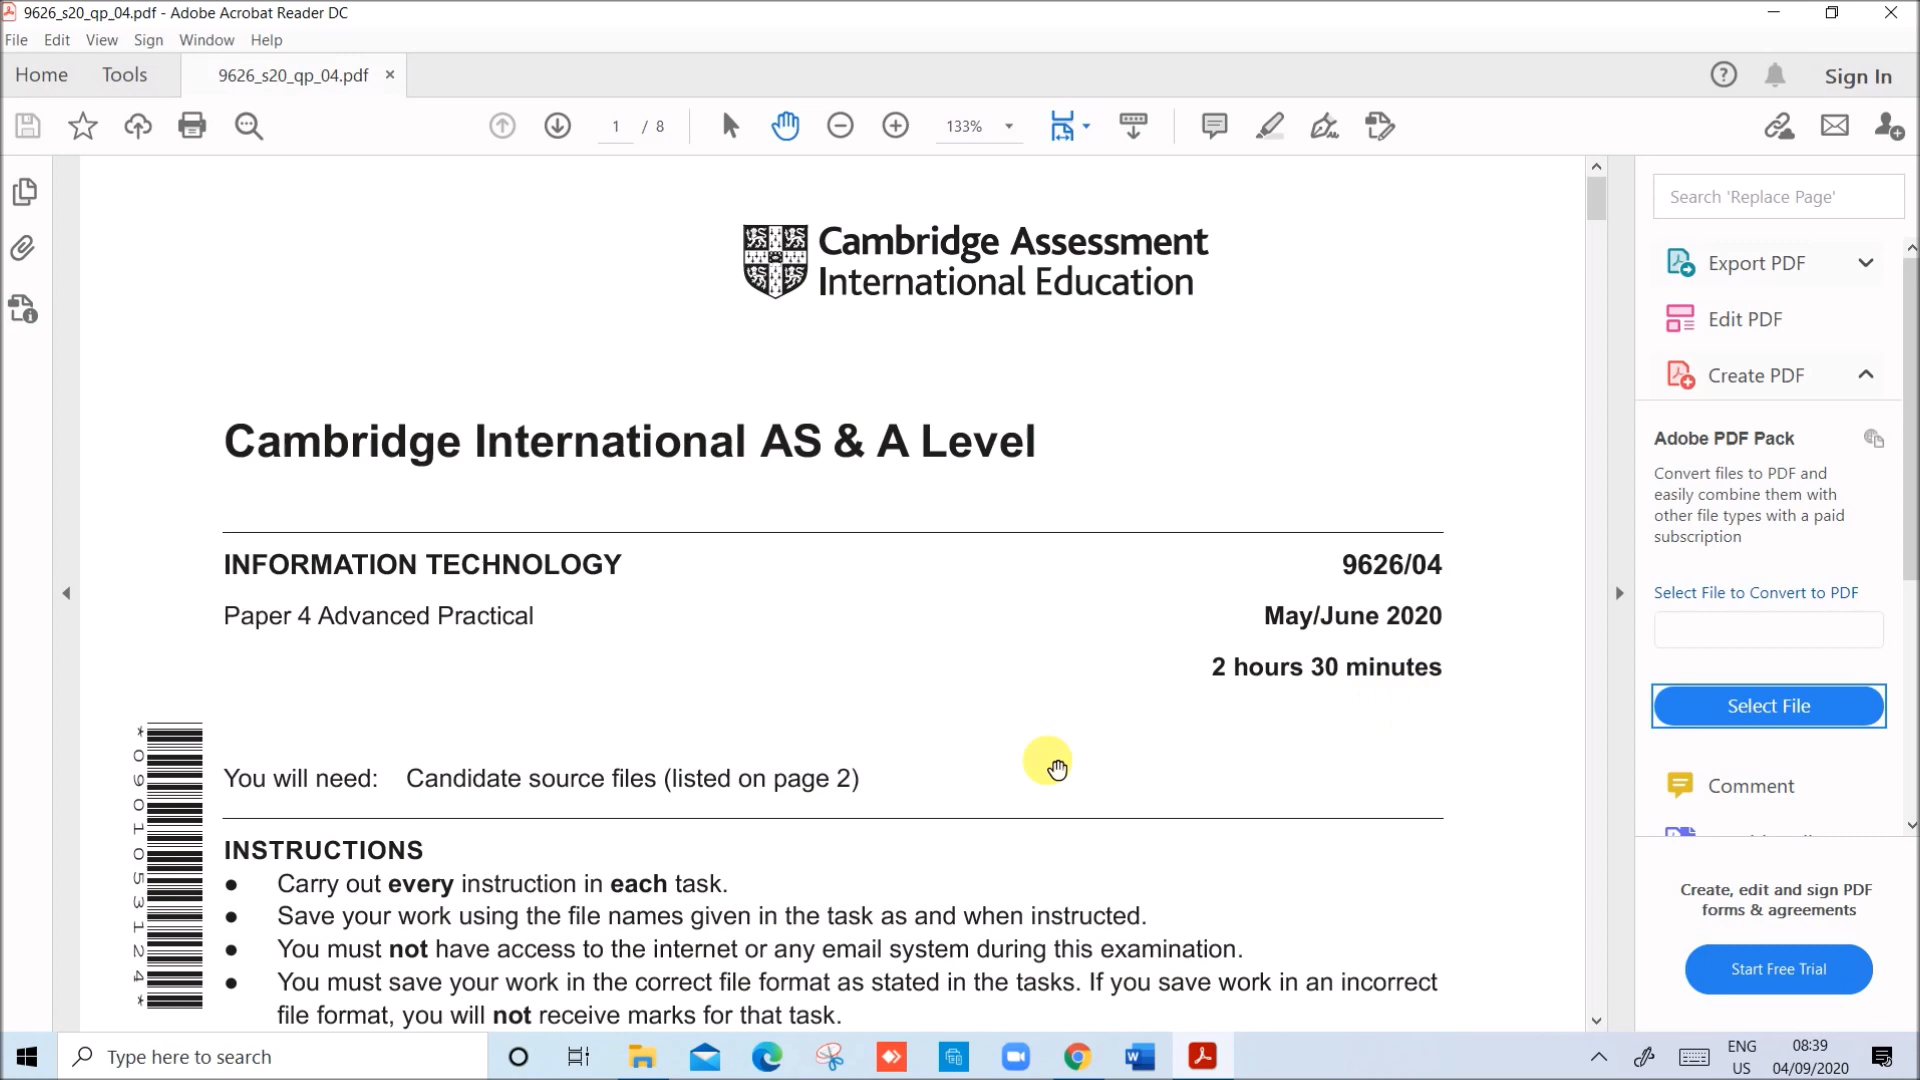 9626_s20_qp_04.pdf - Adobe Acrobat Reader DC
File Edit View Sign Window Help
Home Tools 9626_s20_qp_04.pdf × Sign In
1 / 8 133%
Search 'Replace Page'
Export PDF
Edit PDF
Create PDF
Adobe PDF Pack
Convert files to PDF and
easily combine them with
other file types with a paid
subscription
Select File to Convert to PDF
Select File
Comment
Create, edit and sign PDF
forms & agreements
Start Free Trial
Cambridge Assessment
International Education
Cambridge International AS & A Level
INFORMATION TECHNOLOGY 9626/04
Paper 4 Advanced Practical May/June 2020
2 hours 30 minutes
*0901053124*
You will need: Candidate source files (listed on page 2)
INSTRUCTIONS
● Carry out every instruction in each task.
● Save your work using the file names given in the task as and when instructed.
● You must not have access to the internet or any email system during this examination.
● You must save your work in the correct file format as stated in the tasks. If you save work in an incorrect
file format, you will not receive marks for that task.
Type here to search
ENG
US
08:39
04/09/2020